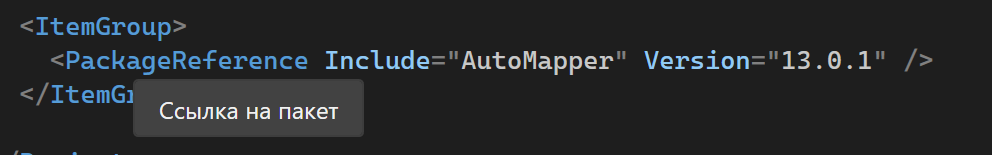 <ItemGroup>
<PackageReference Include="AutoMapper" Version="13.0.1" />
</ItemGr
Ссылка на пакет